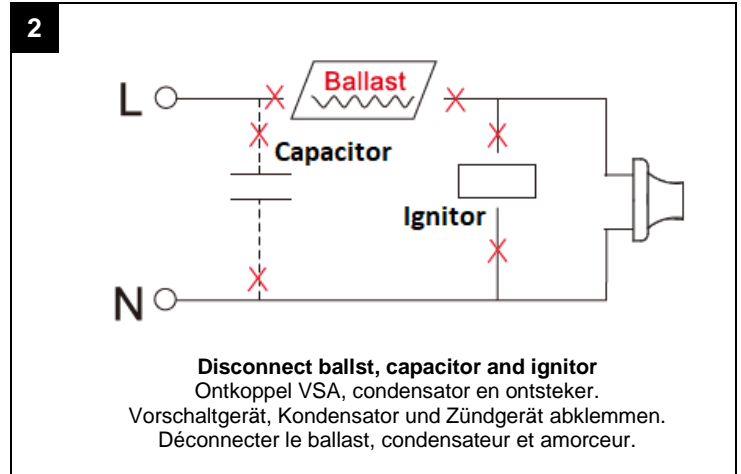 2
Ballast
L
Capacitor
Ignitor
N
Disconnect ballst, capacitor and ignitor
Ontkoppel VSA, condensator en ontsteker.
Vorschaltgerät, Kondensator und Zündgerät abklemmen.
Déconnecter le ballast, condensateur et amorceur.